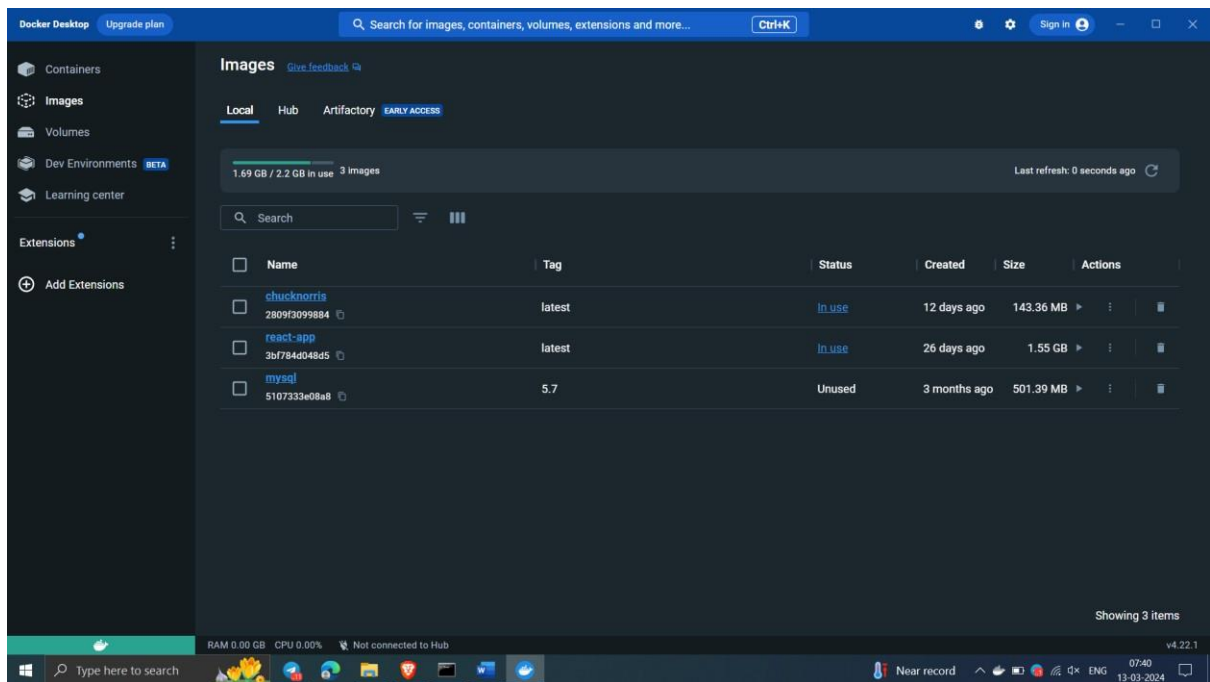 Docker Desktop Upgrade plan Search for images, containers, volumes, extensions and more... Ctrl+K Sign in
Containers
Images
Volumes
Dev Environments BETA
Learning center
Extensions
Add Extensions
Images Give feedback
Local Hub Artifactory EARLY ACCESS
1.69 GB / 2.2 GB in use 3 images Last refresh: 0 seconds ago
Search
Name Tag Status Created Size Actions
chucknorris
2809f3099884 latest In use 12 days ago 143.36 MB
react-app
3bf784d048d5 latest In use 26 days ago 1.55 GB
mysql
5107333e08a8 5.7 Unused 3 months ago 501.39 MB
Showing 3 items
RAM 0.00 GB CPU 0.00% Not connected to Hub v4.22.1
Type here to search Near record ENG 07:40
13-03-2024